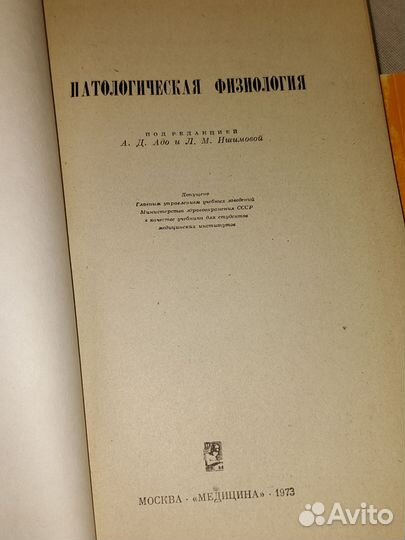 ПАТОЛОГИЧЕСКАЯ ФИЗИОЛОГИЯ
ПОД РЕДАКЦИЕЙ
А. Д. Адо и Л. М. Ишимовой
Допущено
Главным управлением учебных заведений
Министерства здравоохранения СССР
в качестве учебника для студентов
медицинских институтов
МОСКВА · «МЕДИЦИНА» · 1973
Avito